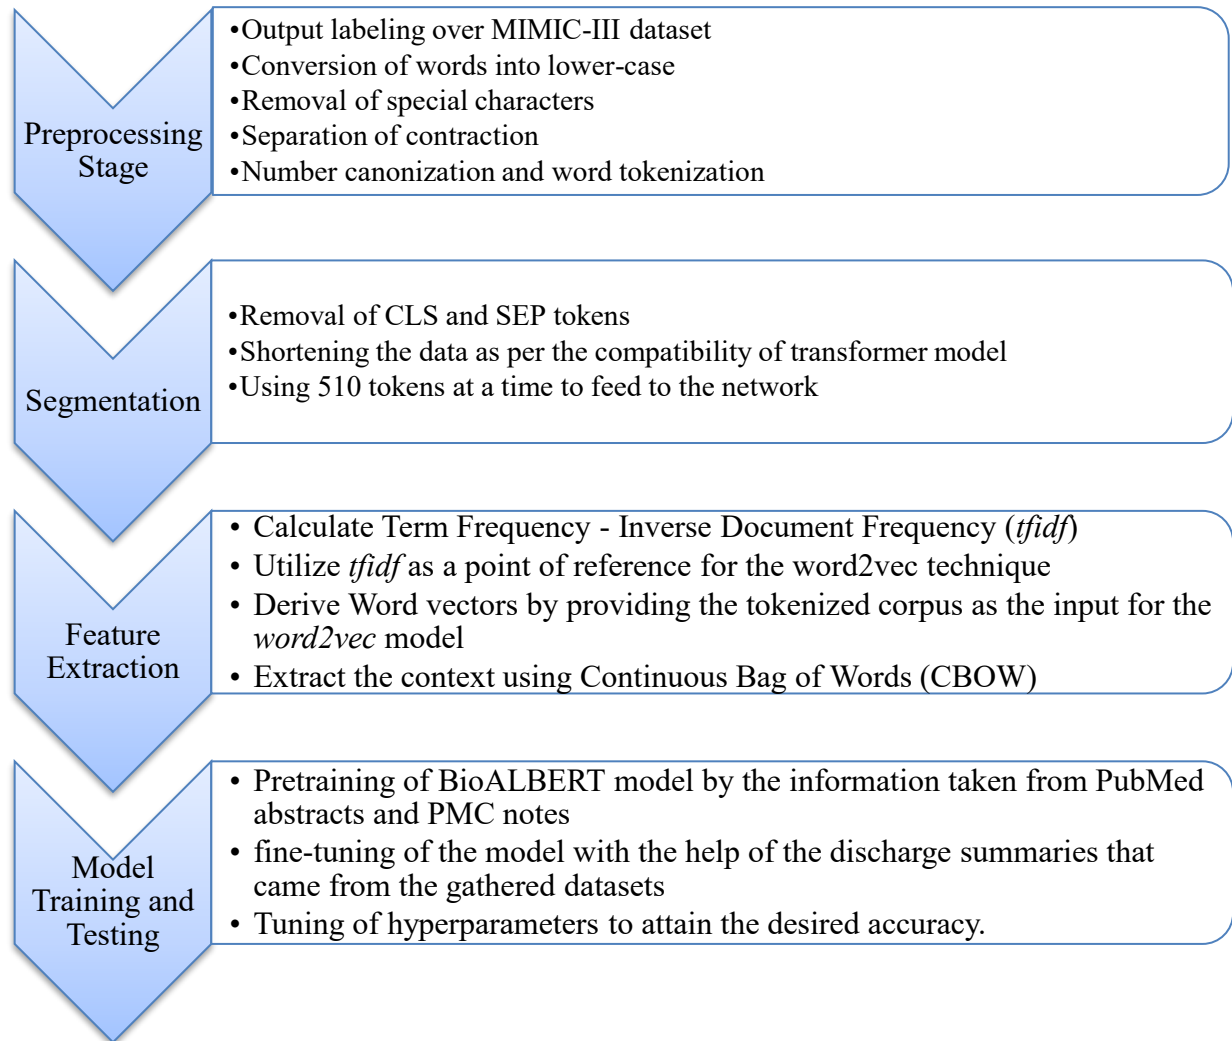 Preprocessing
Stage
•Output labeling over MIMIC-III dataset
•Conversion of words into lower-case
•Removal of special characters
•Separation of contraction
•Number canonization and word tokenization
Segmentation
•Removal of CLS and SEP tokens
•Shortening the data as per the compatibility of transformer model
•Using 510 tokens at a time to feed to the network
Feature
Extraction
• Calculate Term Frequency - Inverse Document Frequency (tfidf)
• Utilize tfidf as a point of reference for the word2vec technique
• Derive Word vectors by providing the tokenized corpus as the input for the
word2vec model
• Extract the context using Continuous Bag of Words (CBOW)
Model
Training and
Testing
• Pretraining of BioALBERT model by the information taken from PubMed
abstracts and PMC notes
• fine-tuning of the model with the help of the discharge summaries that
came from the gathered datasets
• Tuning of hyperparameters to attain the desired accuracy.